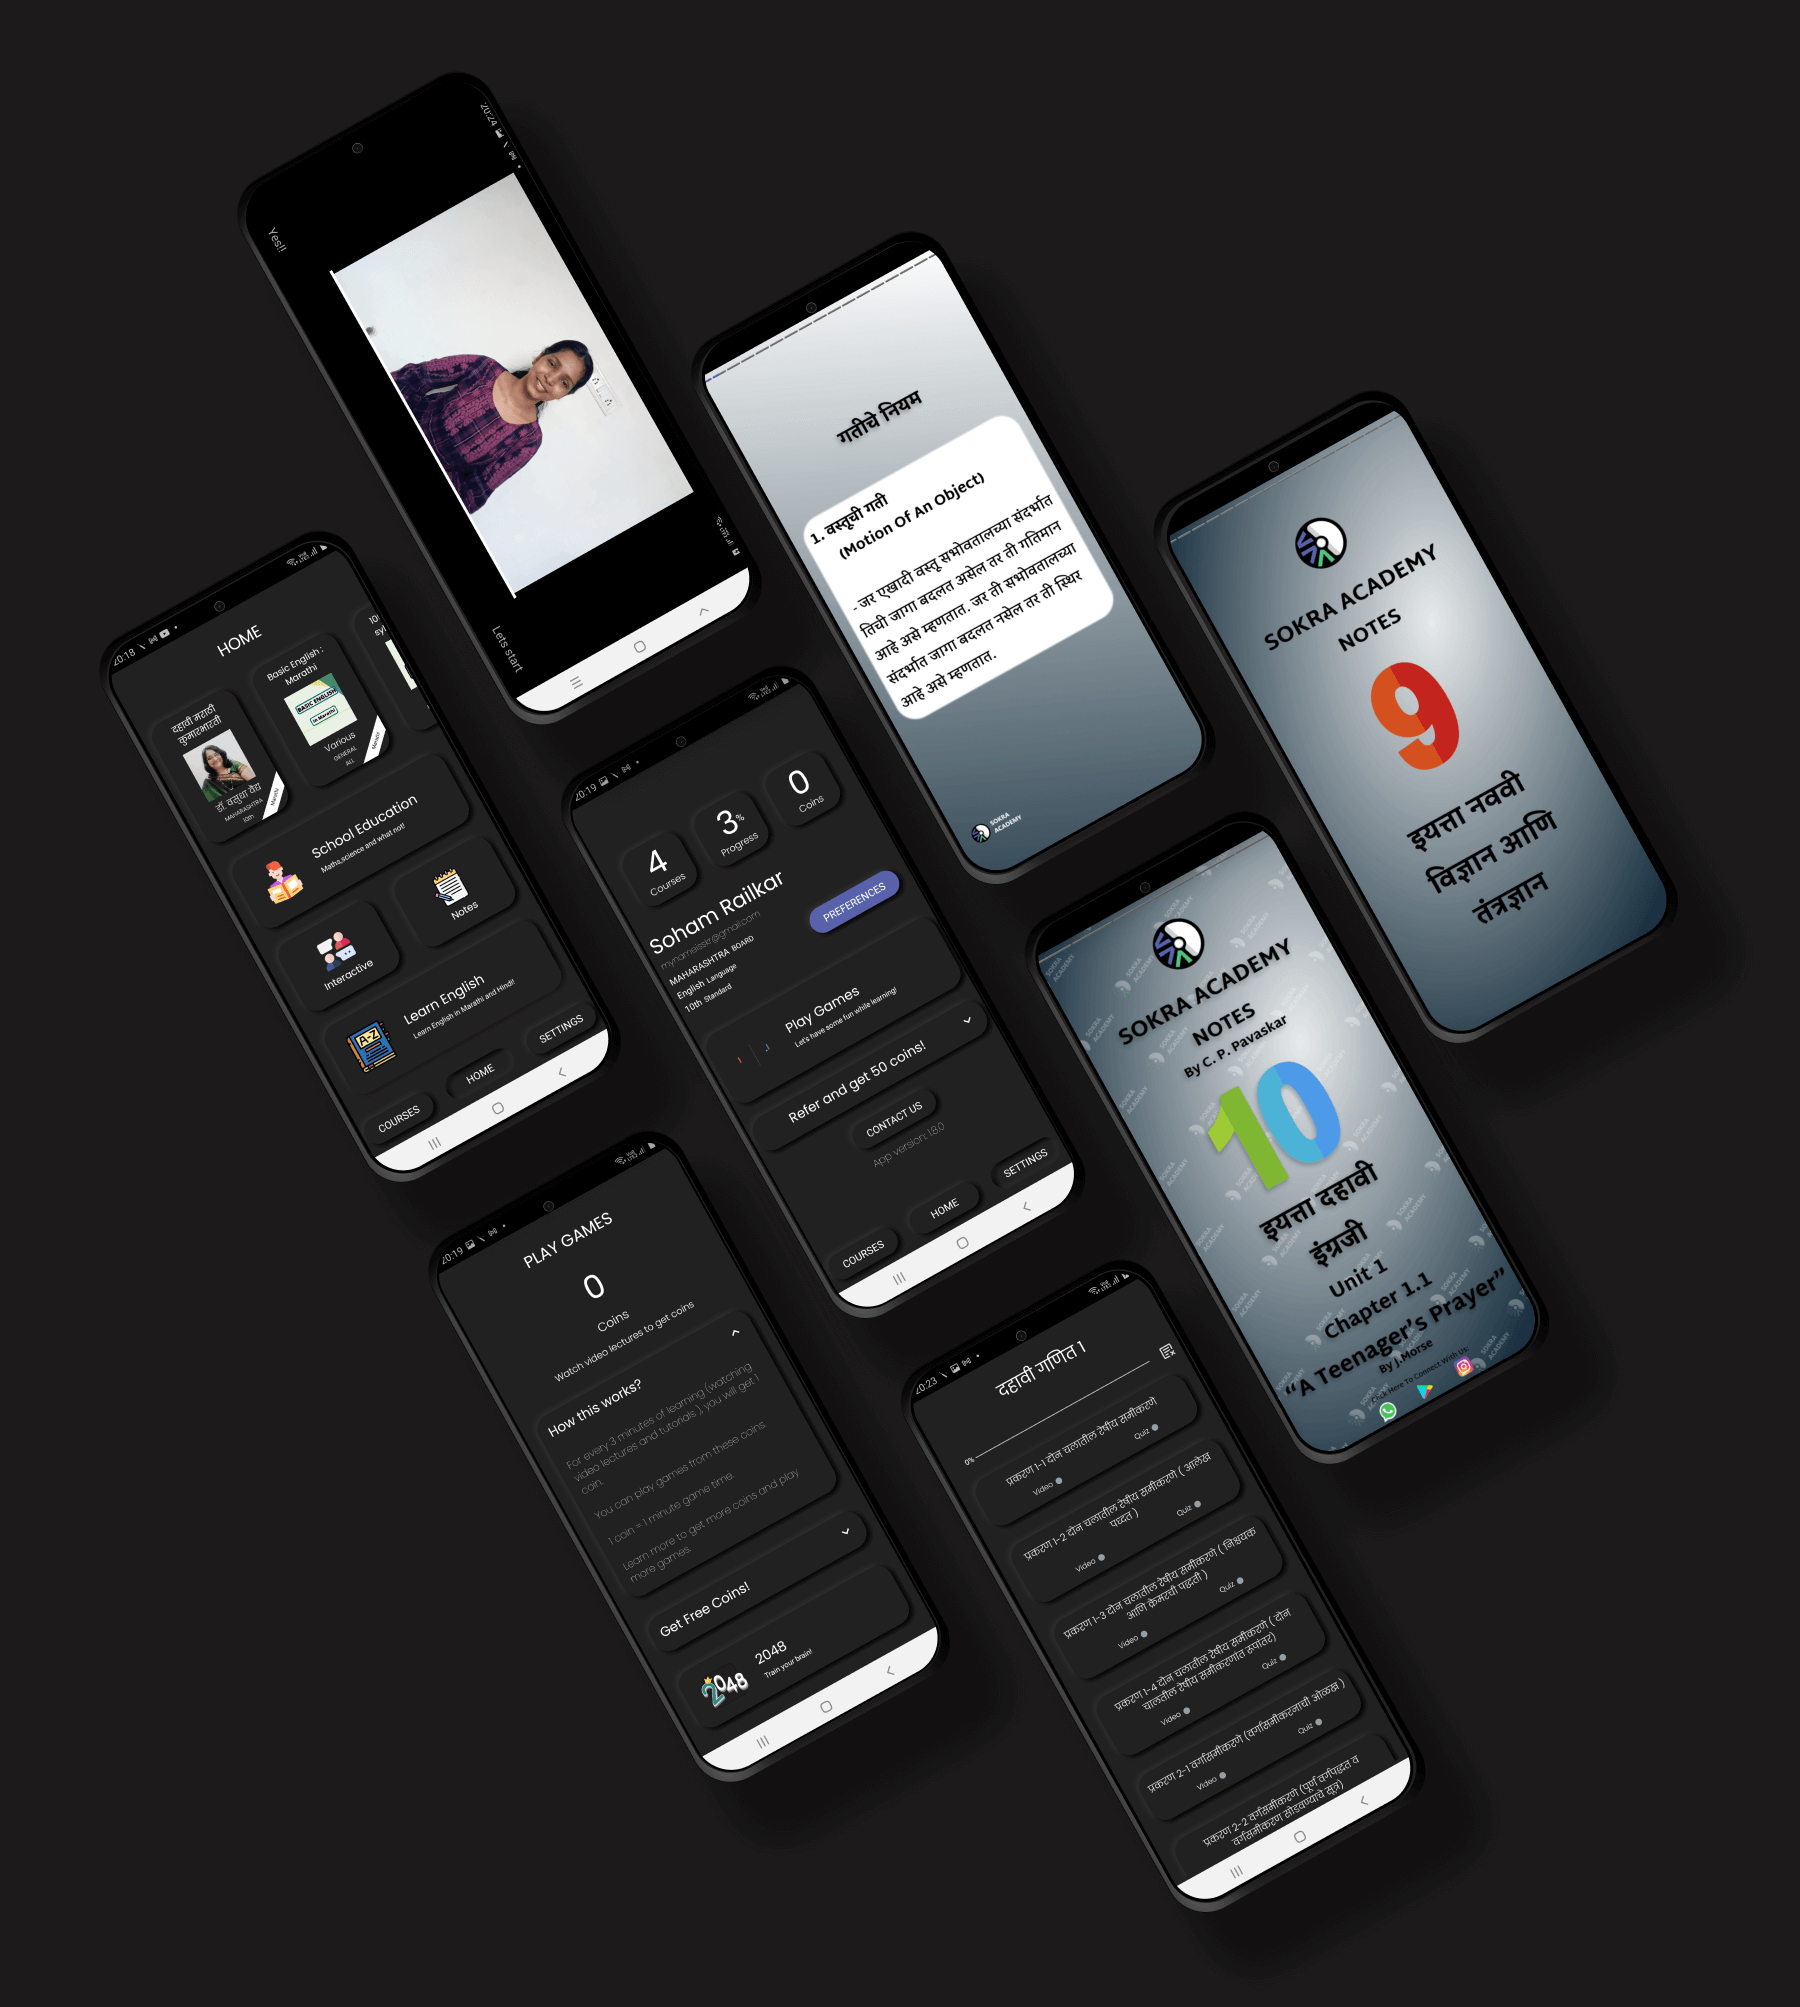 20:24
Yes!!
Lets start
20:18
HOME
दहावी मराठी
कुमारभारती
डॉ. वसुधा वैद्य
MAHARASHTRA
10th
Marathi
Basic English :
Marathi
BASIC ENGLISH
in Marathi
Various
GENERAL
ALL
Marathi
School Education
Maths,science and what not!
Interactive
Notes
Learn English
Learn English in Marathi and Hindi!
COURSES
HOME
SETTINGS
गतीचे नियम
1. वस्तूची गती
(Motion Of An Object)
- जर एखादी वस्तू सभोवतालच्या संदर्भात
तिची जागा बदलत असेल तर ती गतिमान
आहे असे म्हणतात. जर ती सभोवतालच्या
संदर्भात जागा बदलत नसेल तर ती स्थिर
आहे असे म्हणतात.
SOKRA
ACADEMY
SOKRA ACADEMY
NOTES
9
इयत्ता नववी
विज्ञान आणि
तंत्रज्ञान
20:19
4
Courses
3%
Progress
0
Coins
Soham Railkar
mynameisskr@gmail.com
MAHARASHTRA BOARD
English Language
10th Standard
PREFERENCES
Play Games
Let's have some fun while learning!
Refer and get 50 coins!
CONTACT US
App version: 1.8.0
COURSES
HOME
SETTINGS
SOKRA ACADEMY
NOTES
By C. P. Pavaskar
10
इयत्ता दहावी
इंग्रजी
Unit 1
Chapter 1.1
“A Teenager’s Prayer”
By J.Morse
Click Here To Connect With Us:
20:19
PLAY GAMES
0
Coins
Watch video lectures to get coins
How this works?
For every 3 minutes of learning (watching
video lectures and tutorials ), you will get 1
coin.
You can play games from these coins.
1 coin = 1 minute game time.
Learn more to get more coins and play
more games.
Get Free Coins!
2048
2048
Train your brain!
20:23
दहावी गणित 1
0%
प्रकरण 1-1 दोन चलातील रेषीय समीकरणे
Video
Quiz
प्रकरण 1-2 दोन चलातील रेषीय समीकरणे ( आलेख
पध्दत )
Video
Quiz
प्रकरण 1-3 दोन चलातील रेषीय समीकरणे ( निश्चयक
आणि क्रेमरची पद्धती )
Video
Quiz
प्रकरण 1-4 दोन चलातील रेषीय समीकरणे ( दोन
चालतील रेषीय समीकरणांत रुपांतर)
Video
Quiz
प्रकरण 2-1 वर्गसमीकरणे (वर्गसमीकरनाची ओळख )
Video
Quiz
प्रकरण 2-2 वर्गसमीकरणे (पूर्ण वर्गपद्धत व
वर्गसमीकरण सोडवण्याचे सूत्र)